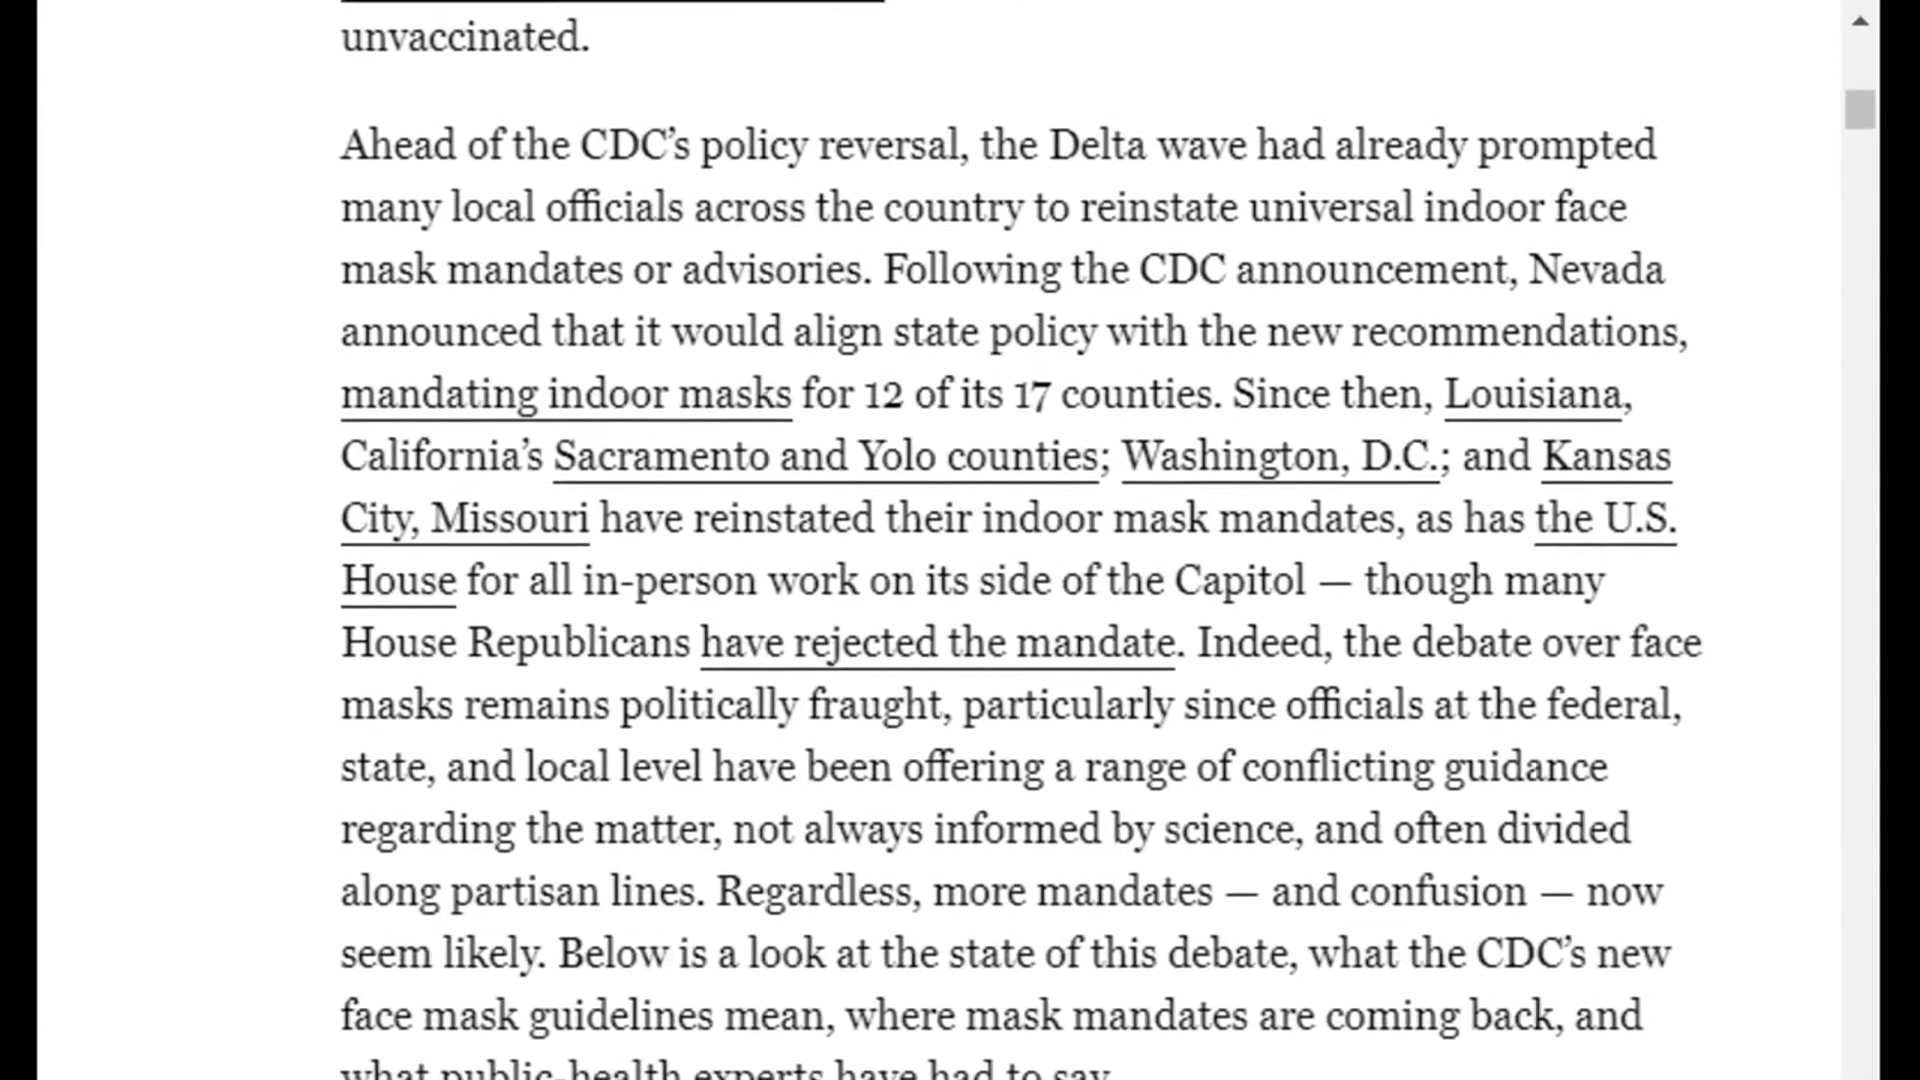 unvaccinated.
Ahead of the CDC’s policy reversal, the Delta wave had already prompted
many local officials across the country to reinstate universal indoor face
mask mandates or advisories. Following the CDC announcement, Nevada
announced that it would align state policy with the new recommendations,
mandating indoor masks for 12 of its 17 counties. Since then, Louisiana,
California’s Sacramento and Yolo counties; Washington, D.C.; and Kansas
City, Missouri have reinstated their indoor mask mandates, as has the U.S.
House for all in-person work on its side of the Capitol — though many
House Republicans have rejected the mandate. Indeed, the debate over face
masks remains politically fraught, particularly since officials at the federal,
state, and local level have been offering a range of conflicting guidance
regarding the matter, not always informed by science, and often divided
along partisan lines. Regardless, more mandates — and confusion — now
seem likely. Below is a look at the state of this debate, what the CDC’s new
face mask guidelines mean, where mask mandates are coming back, and
what public-health experts have had to say